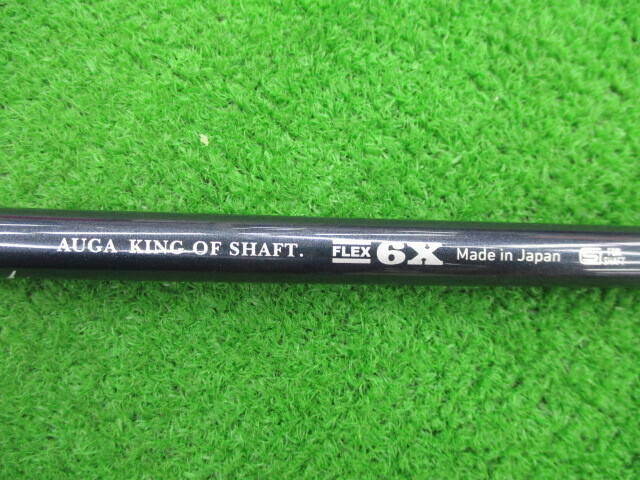 AUGA KING OF SHAFT. FLEX 6X Made in Japan